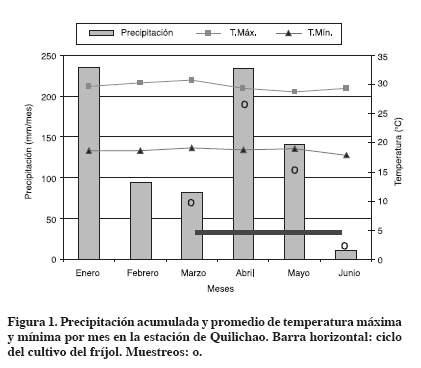 Precipitación T.Máx. T.Mín.
250 35
200 30
150 25
100 20
50 15
0 10
5
0
Precipitación (mm/mes)
Temperatura (°C)
o
o
o
o
Enero Febrero Marzo Abril Mayo Junio
Meses
Figura 1. Precipitación acumulada y promedio de temperatura máxima
y mínima por mes en la estación de Quilichao. Barra horizontal: ciclo
del cultivo del fríjol. Muestreos: o.